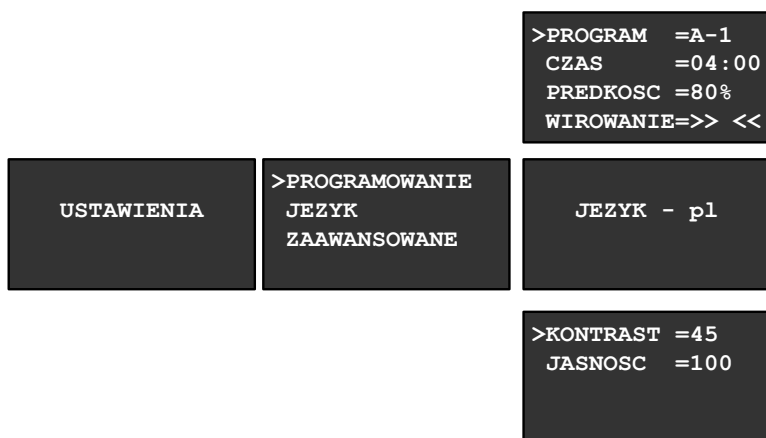 >PROGRAM =A-1
CZAS =04:00
PREDKOSC =80%
WIROWANIE=>> <<
USTAWIENIA
>PROGRAMOWANIE
JEZYK
ZAAWANSOWANE
JEZYK - pl
>KONTRAST =45
JASNOSC =100